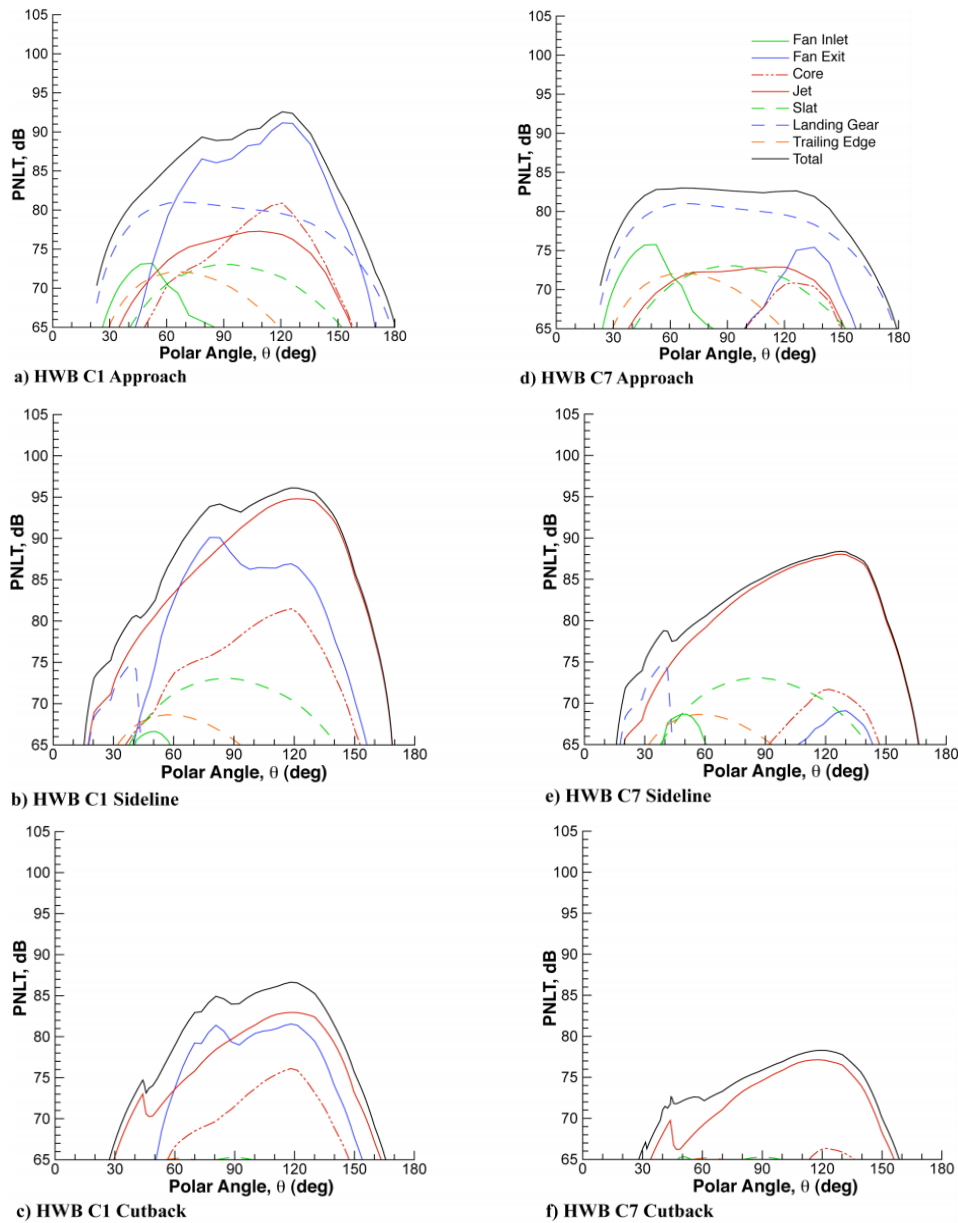 105
100
95
90
85
80
75
70
65
PNLT, dB
0 30 60 90 120 150 180
Polar Angle, θ (deg)
a) HWB C1 Approach
105
100
95
90
85
80
75
70
65
PNLT, dB
Fan Inlet
Fan Exit
Core
Jet
Slat
Landing Gear
Trailing Edge
Total
0 30 60 90 120 150 180
Polar Angle, θ (deg)
d) HWB C7 Approach
105
100
95
90
85
80
75
70
65
PNLT, dB
0 30 60 90 120 150 180
Polar Angle, θ (deg)
b) HWB C1 Sideline
105
100
95
90
85
80
75
70
65
PNLT, dB
0 30 60 90 120 150 180
Polar Angle, θ (deg)
e) HWB C7 Sideline
105
100
95
90
85
80
75
70
65
PNLT, dB
0 30 60 90 120 150 180
Polar Angle, θ (deg)
c) HWB C1 Cutback
105
100
95
90
85
80
75
70
65
PNLT, dB
0 30 60 90 120 150 180
Polar Angle, θ (deg)
f) HWB C7 Cutback